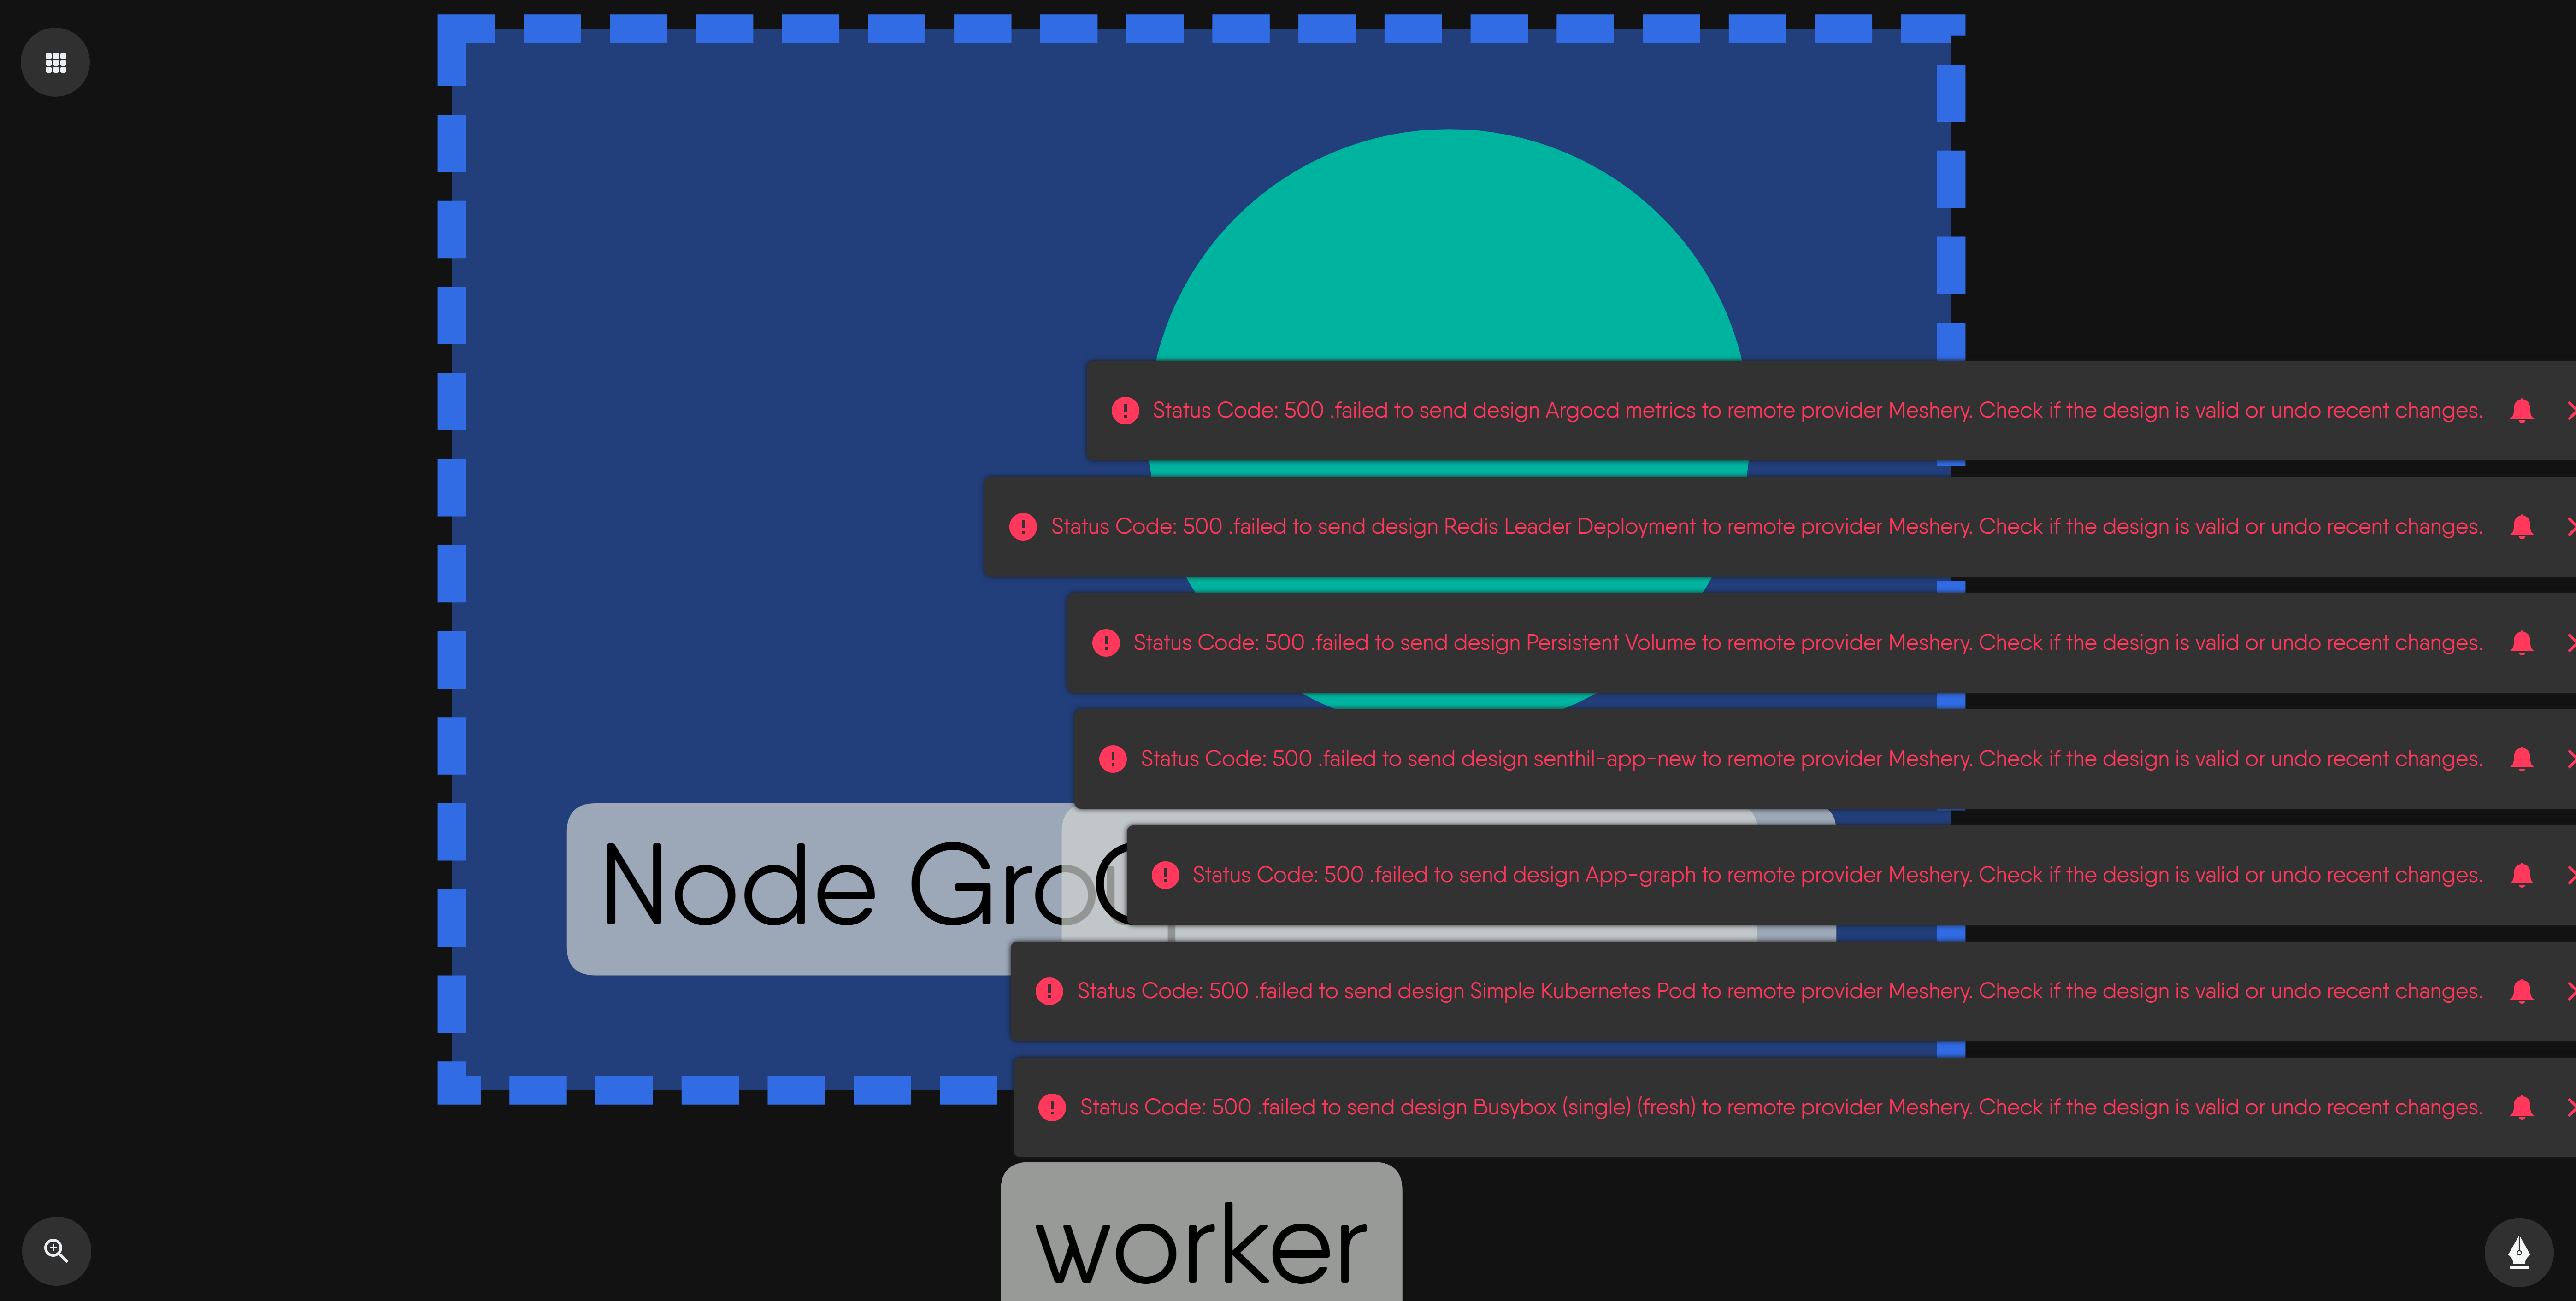 Status Code: 500 .failed to send design Argocd metrics to remote provider Meshery. Check if the design is valid or undo recent changes.
Status Code: 500 .failed to send design Redis Leader Deployment to remote provider Meshery. Check if the design is valid or undo recent changes.
Status Code: 500 .failed to send design Persistent Volume to remote provider Meshery. Check if the design is valid or undo recent changes.
Status Code: 500 .failed to send design senthil-app-new to remote provider Meshery. Check if the design is valid or undo recent changes.
Node
Status Code: 500 .failed to send design App-graph to remote provider Meshery. Check if the design is valid or undo recent changes.
Status Code: 500 .failed to send design Simple Kubernetes Pod to remote provider Meshery. Check if the design is valid or undo recent changes.
Status Code: 500 .failed to send design Busybox (single) (fresh) to remote provider Meshery. Check if the design is valid or undo recent changes.
worker